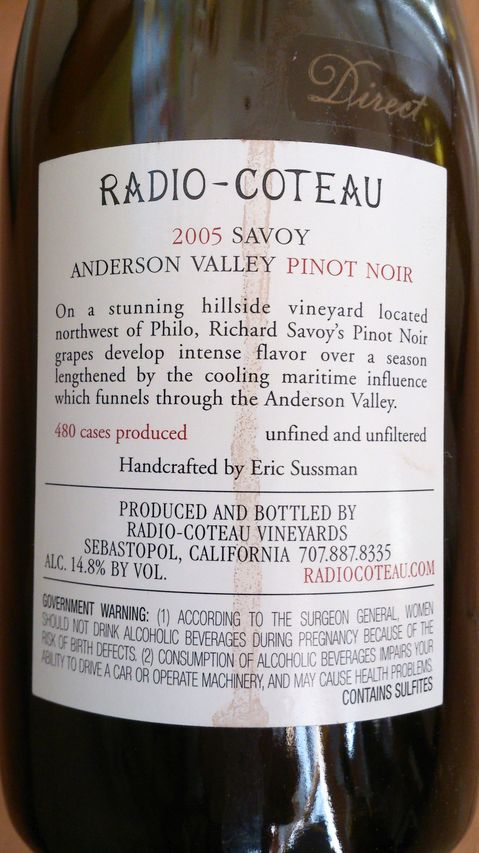 Direct
RADIO-COTEAU
2005 SAVOY
ANDERSON VALLEY PINOT NOIR
On a stunning hillside vineyard located
northwest of Philo, Richard Savoy's Pinot Noir
grapes develop intense flavor over a season
lengthened by the cooling maritime influence
which funnels through the Anderson Valley.
480 cases produced unfined and unfiltered
Handcrafted by Eric Sussman
PRODUCED AND BOTTLED BY
RADIO-COTEAU VINEYARDS
SEBASTOPOL, CALIFORNIA 707.887.8335
ALC. 14.8% BY VOL. RADIOCOTEAU.COM
GOVERNMENT WARNING: (1) ACCORDING TO THE SURGEON GENERAL, WOMEN
SHOULD NOT DRINK ALCOHOLIC BEVERAGES DURING PREGNANCY BECAUSE OF THE
RISK OF BIRTH DEFECTS. (2) CONSUMPTION OF ALCOHOLIC BEVERAGES IMPAIRS YOUR
ABILITY TO DRIVE A CAR OR OPERATE MACHINERY, AND MAY CAUSE HEALTH PROBLEMS.
CONTAINS SULFITES